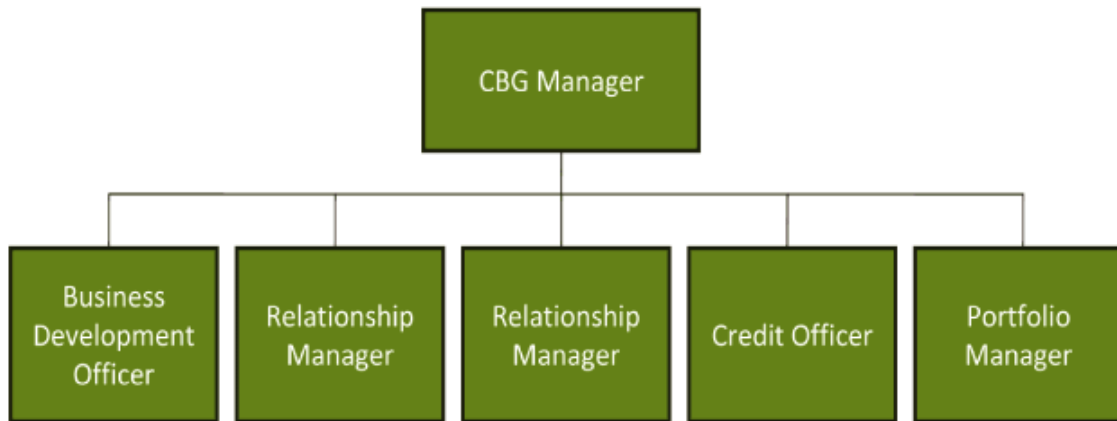 CBG Manager
Business
Development
Officer
Relationship
Manager
Relationship
Manager
Credit Officer
Portfolio
Manager